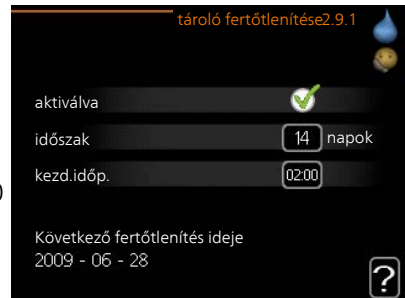 tároló fertőtlenítése2.9.1
aktiválva
időszak 14 napok
kezd.időp. 02:00
Következő fertőtlenítés ideje
2009 - 06 - 28
?